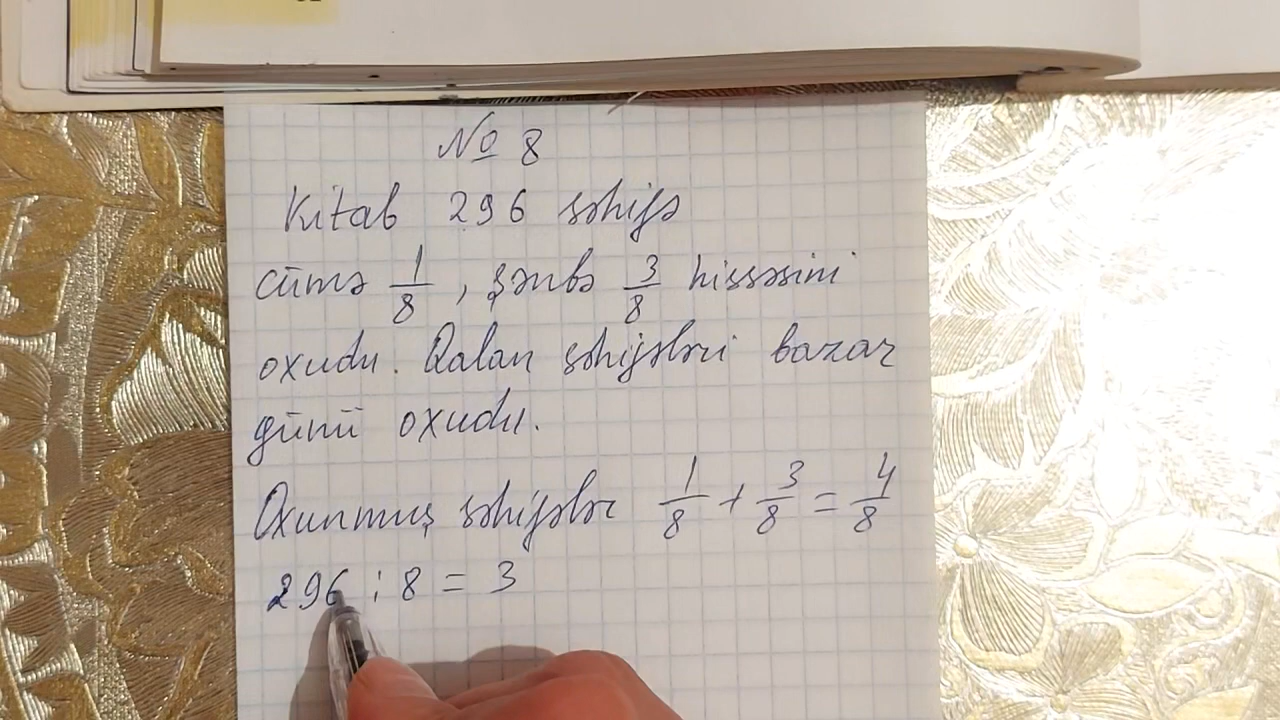 № 8
Kitab 296 səhifə
cümə 1/8 , şənbə 3/8 hissəsini
oxudu. Qalan səhifələri bazar
günü oxudu.
Oxunmuş səhifələr 1/8 + 3/8 = 4/8
296 : 8 = 3